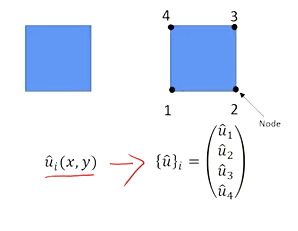 4 3
1 2
Node
û_i(x, y) {û}_i = (û_1
û_2
û_3
û_4)